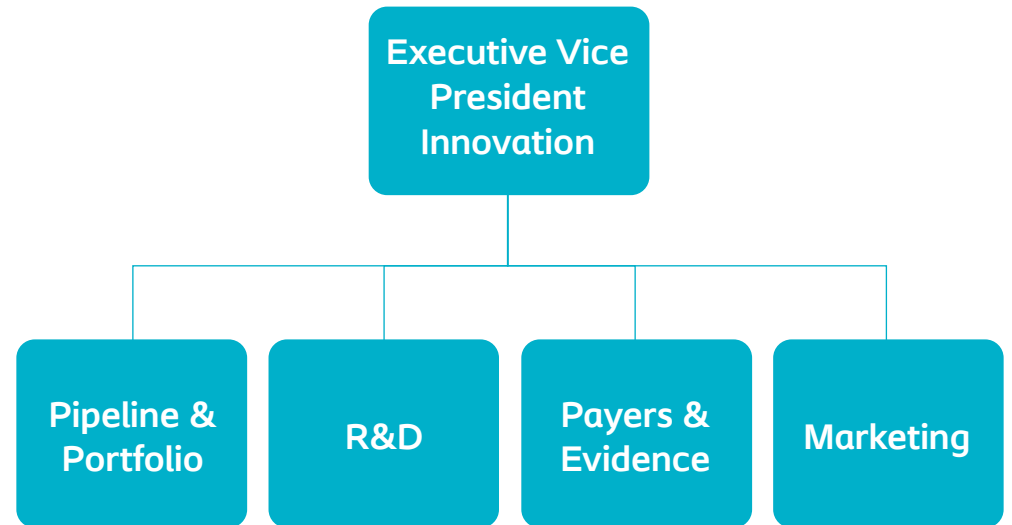 Executive Vice
President
Innovation
Pipeline &
Portfolio
R&D
Payers &
Evidence
Marketing